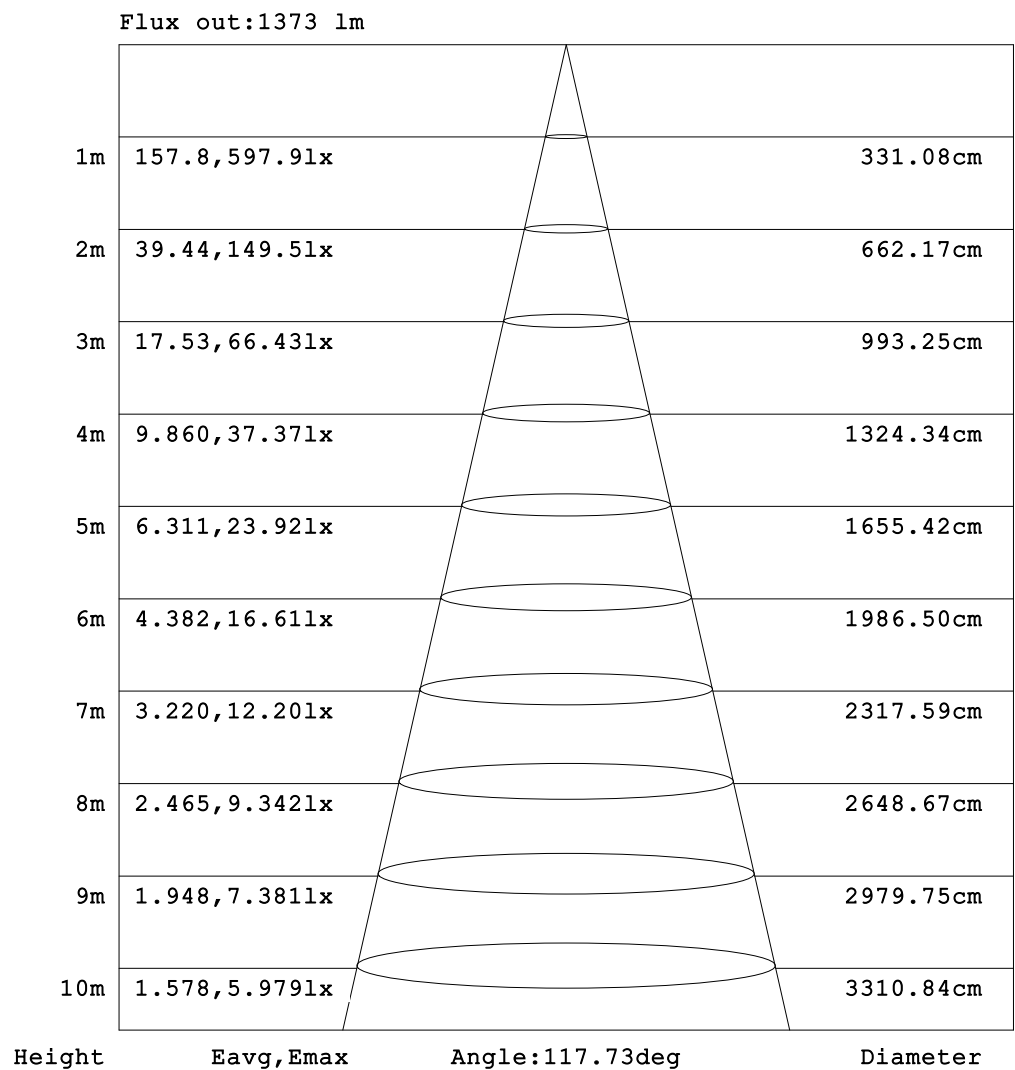 Flux out:1373 lm
1m 157.8,597.9lx 331.08cm
2m 39.44,149.5lx 662.17cm
3m 17.53,66.43lx 993.25cm
4m 9.860,37.37lx 1324.34cm
5m 6.311,23.92lx 1655.42cm
6m 4.382,16.61lx 1986.50cm
7m 3.220,12.20lx 2317.59cm
8m 2.465,9.342lx 2648.67cm
9m 1.948,7.381lx 2979.75cm
10m 1.578,5.979lx 3310.84cm
Height Eavg,Emax Angle:117.73deg Diameter